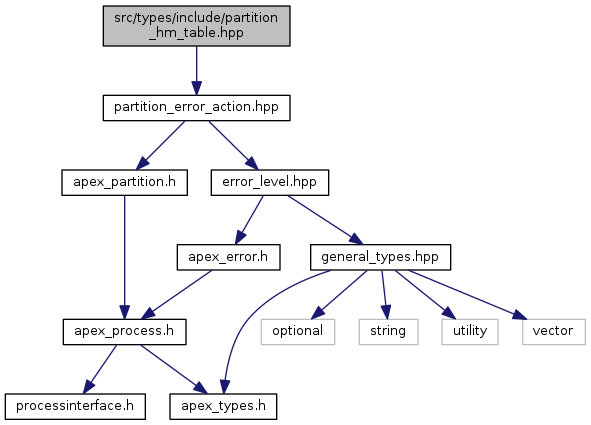 src/types/include/partition
_hm_table.hpp
partition_error_action.hpp
apex_partition.h
error_level.hpp
apex_error.h
general_types.hpp
apex_process.h
optional
string
utility
vector
processinterface.h
apex_types.h